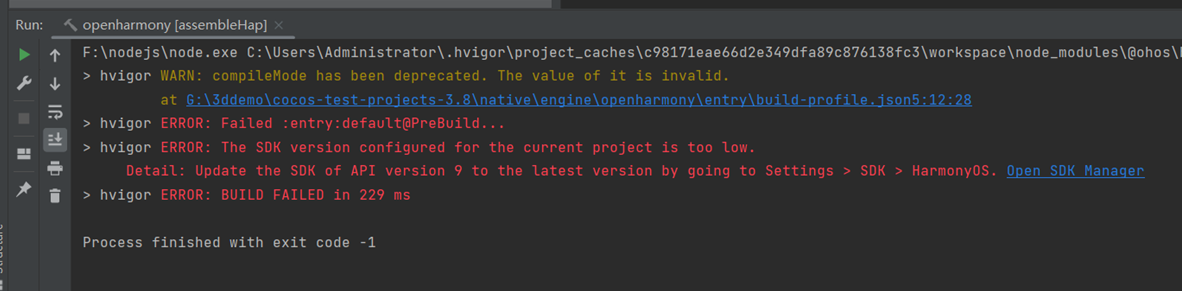 Run: openharmony [assembleHap] ×
F:\nodejs\node.exe C:\Users\Administrator\.hvigor\project_caches\c98171eae66d2e349dfa89c876138fc3\workspace\node_modules\@ohos\
> hvigor WARN: compileMode has been deprecated. The value of it is invalid.
at G:\3ddemo\cocos-test-projects-3.8\native\engine\openharmony\entry\build-profile.json5:12:28
> hvigor ERROR: Failed :entry:default@PreBuild...
> hvigor ERROR: The SDK version configured for the current project is too low.
Detail: Update the SDK of API version 9 to the latest version by going to Settings > SDK > HarmonyOS. Open SDK Manager
> hvigor ERROR: BUILD FAILED in 229 ms
Process finished with exit code -1